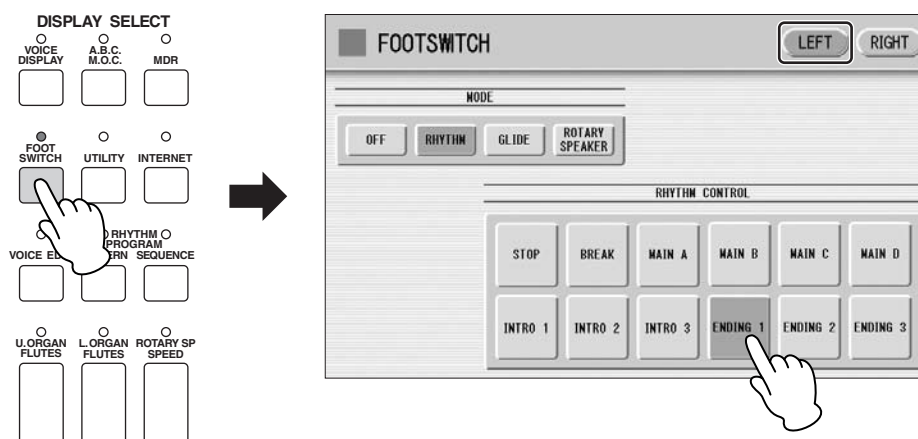 DISPLAY SELECT
VOICE DISPLAY
A.B.C. M.O.C.
MDR
FOOT SWITCH
UTILITY
INTERNET
RHYTHM PROGRAM
VOICE
SEQUENCE
U.ORGAN FLUTES
L.ORGAN FLUTES
ROTARY SP SPEED
FOOTSWITCH
LEFT
RIGHT
MODE
OFF
RHYTHM
GLIDE
ROTARY SPEAKER
RHYTHM CONTROL
STOP
BREAK
MAIN A
MAIN B
MAIN C
MAIN D
INTRO 1
INTRO 2
INTRO 3
ENDING 1
ENDING 2
ENDING 3